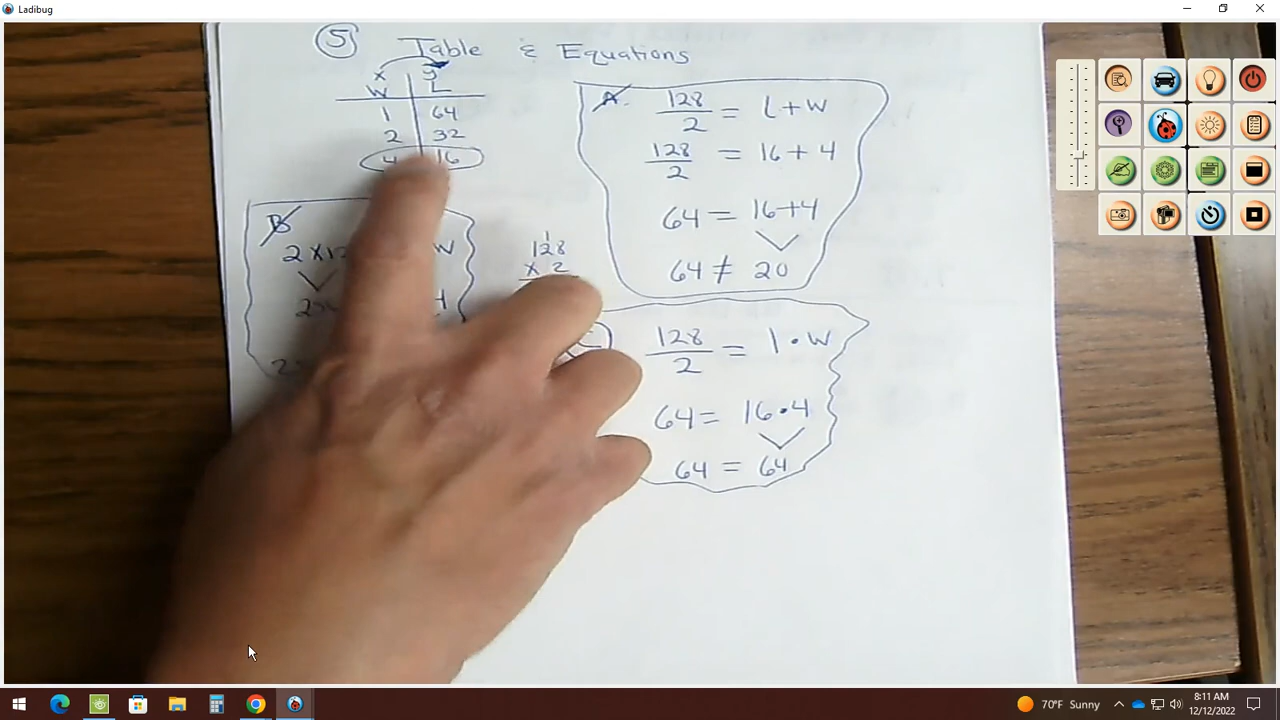 Ladibug
5 Table & Equations
x y
W L
1 64
2 32
4 16
A. 128/2 = L + W
128/2 = 16 + 4
64 = 16 + 4
64 ≠ 20
B
2 X 12 W
128
x 2
C 128/2 = l • W
64 = 16 • 4
64 = 64
70°F Sunny
8:11 AM
12/12/2022